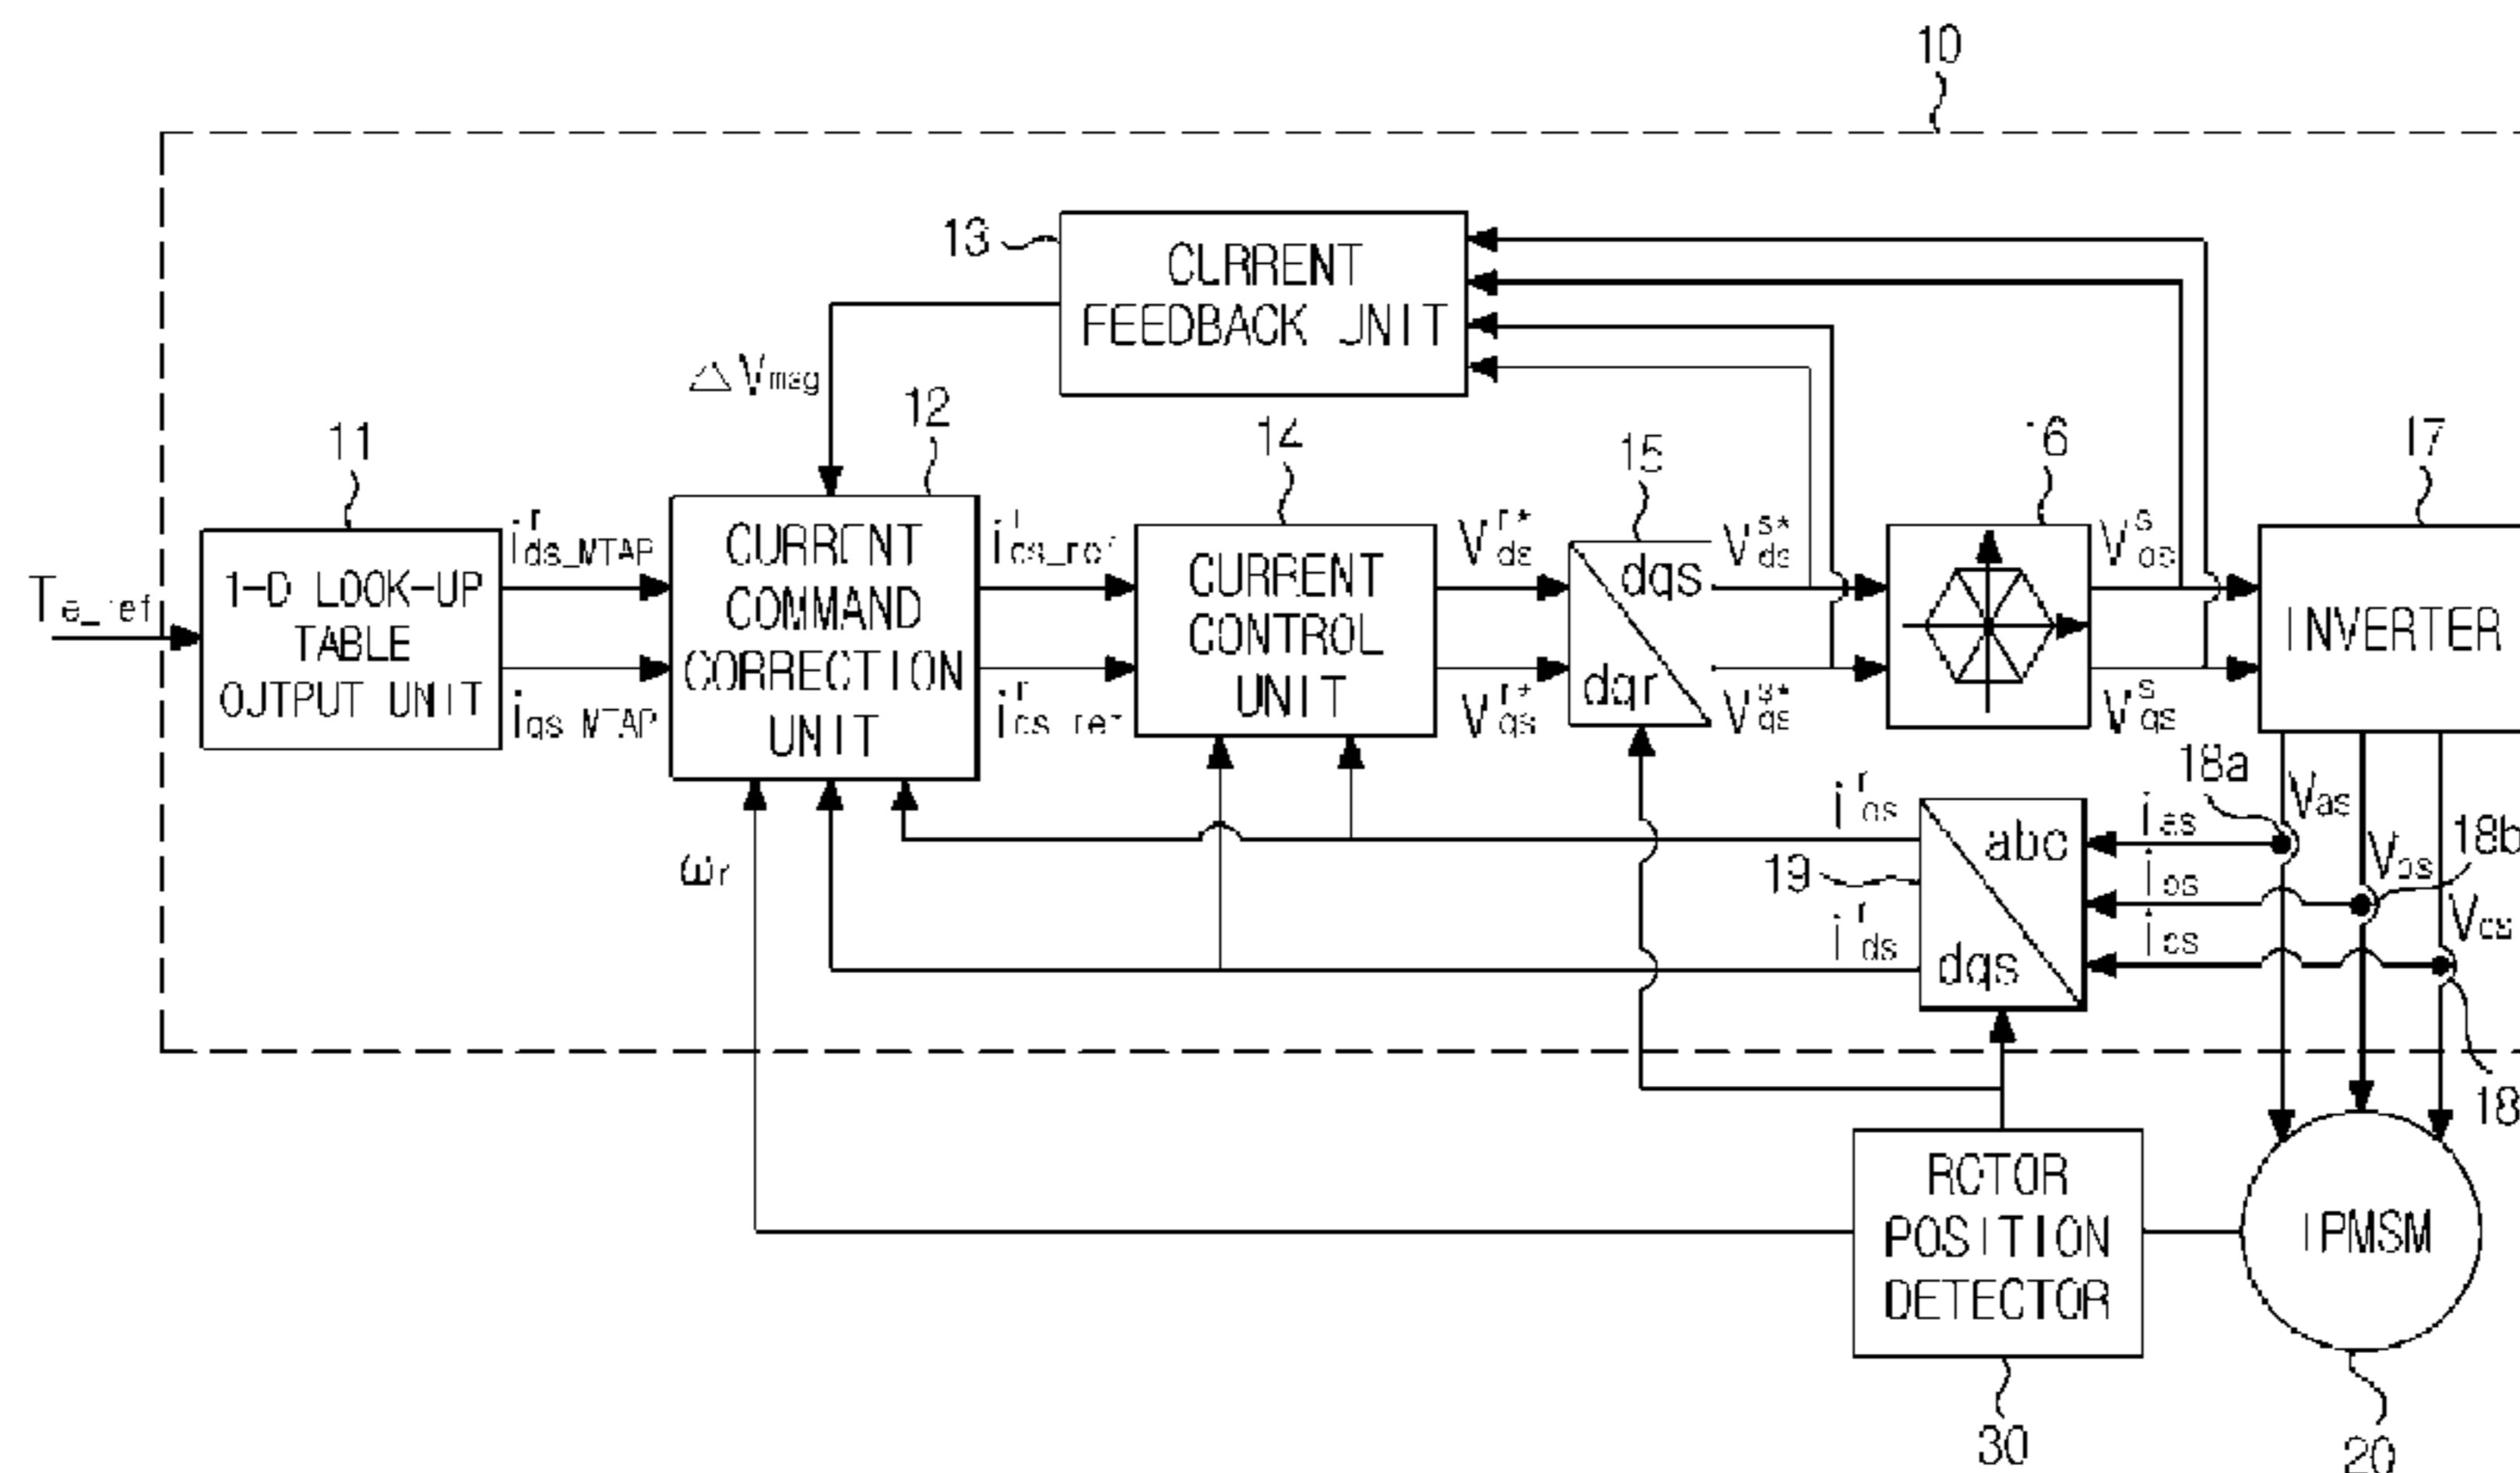 10
13
CURRENT
FEEDBACK UNIT
△Vmag
11
12
14
15
16
17
Te_ref
1-D LOOK-UP
TABLE
OUTPUT UNIT
i^r_ds_MTAP
i^r_qs_MTAP
CURRENT
COMMAND
CORRECTION
UNIT
i^r_ds_ref
i^r_qs_ref
CURRENT
CONTROL
UNIT
V^r*_ds
V^r*_qs
dqs
dqr
V^s*_ds
V^s*_qs
V^s_ds
V^s_qs
INVERTER
18a
Vas
18b
Vbs
Vcs
18
ias
ibs
ics
19
abc
dqs
i^r_qs
i^r_ds
ωr
ROTOR
POSITION
DETECTOR
IPMSM
30
20